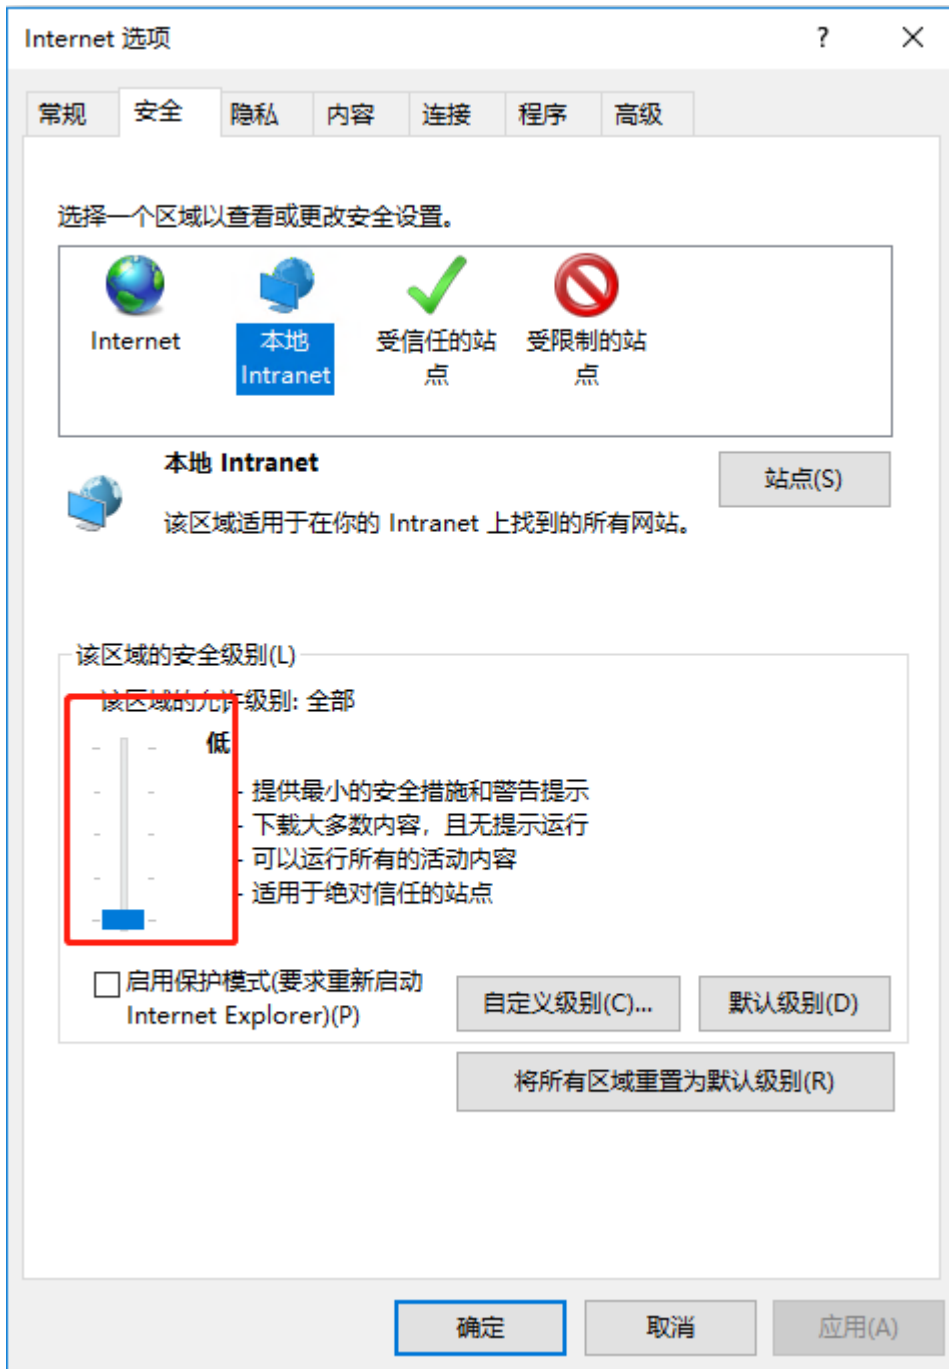 Internet 选项
?
常规 安全 隐私 内容 连接 程序 高级
选择一个区域以查看或更改安全设置。
Internet
本地
Intranet
受信任的站
点
受限制的站
点
本地 Intranet
站点(S)
该区域适用于在你的 Intranet 上找到的所有网站。
该区域的安全级别(L)
该区域的允许级别: 全部
低
- 提供最小的安全措施和警告提示
- 下载大多数内容，且无提示运行
- 可以运行所有的活动内容
- 适用于绝对信任的站点
启用保护模式(要求重新启动
Internet Explorer)(P)
自定义级别(C)...
默认级别(D)
将所有区域重置为默认级别(R)
确定 取消 应用(A)